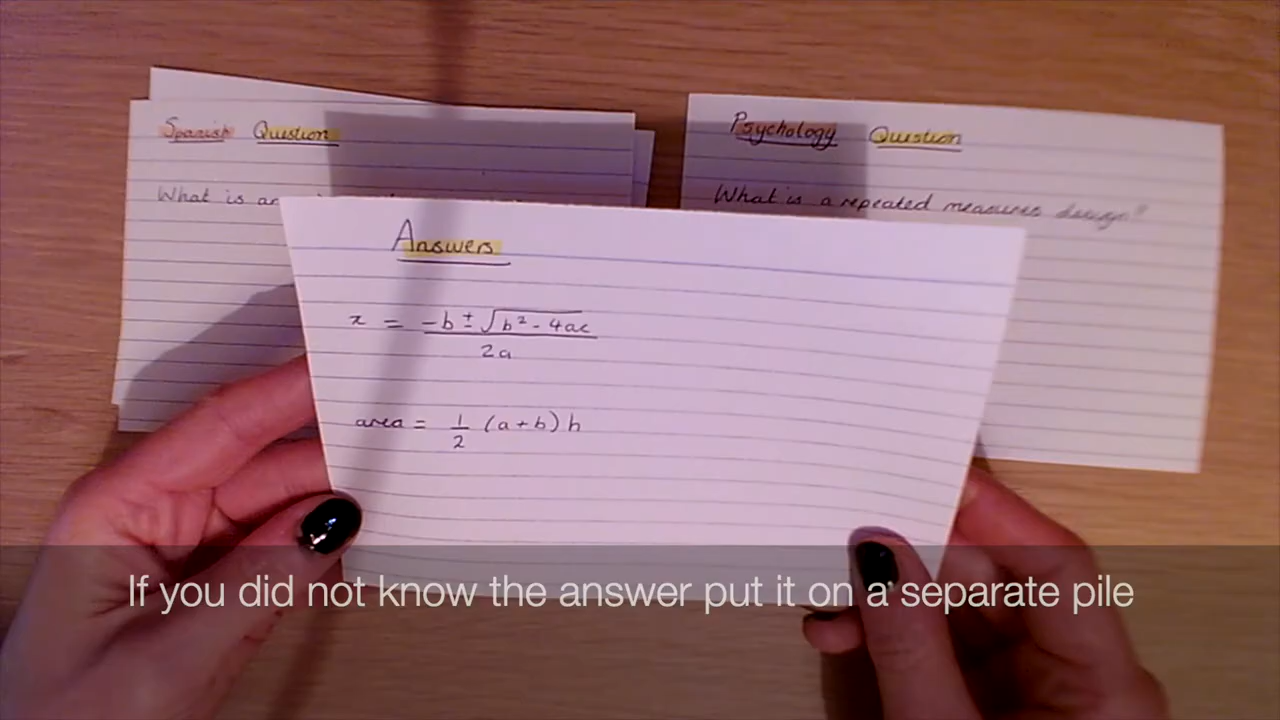 Spanish Question
What is an
Psychology Question
What is a repeated measures design?
Answers
x = -b ± √b² - 4ac
2a
area = 1/2 (a+b)h
If you did not know the answer put it on a separate pile